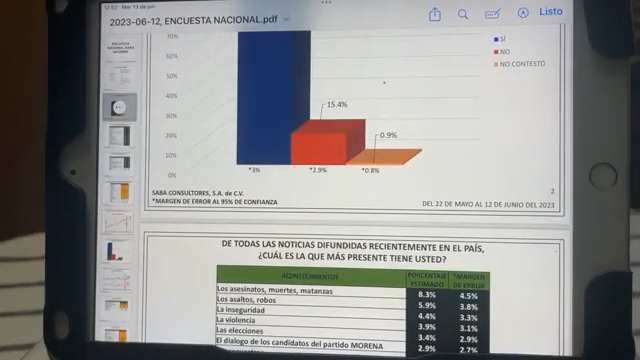 12:52 Mar 13 de jun
2023-06-12, ENCUESTA NACIONAL.pdf
Listo
70%
60%
50%
40%
30%
20%
10%
0%
SÍ
NO
NO CONTESTÓ
15.4%
0.9%
*3%
*2.9%
*0.8%
SABA CONSULTORES, S.A. de C.V.
*MARGEN DE ERROR AL 95% DE CONFIANZA
2
DEL 22 DE MAYO AL 12 DE JUNIO DEL 2023
DE TODAS LAS NOTICIAS DIFUNDIDAS RECIENTEMENTE EN EL PAÍS,
¿CUÁL ES LA QUE MÁS PRESENTE TIENE USTED?
ACONTECIMIENTOS PORCENTAJE ESTIMADO *MARGEN DE ERROR
Los asesinatos, muertes, matanzas 8.3% 4.5%
Los asaltos, robos 5.9% 3.8%
La inseguridad 4.4% 3.3%
La violencia 3.9% 3.1%
Las elecciones 3.4% 2.9%
El dialogo de los candidatos del partido MORENA 2.9% 2.7%